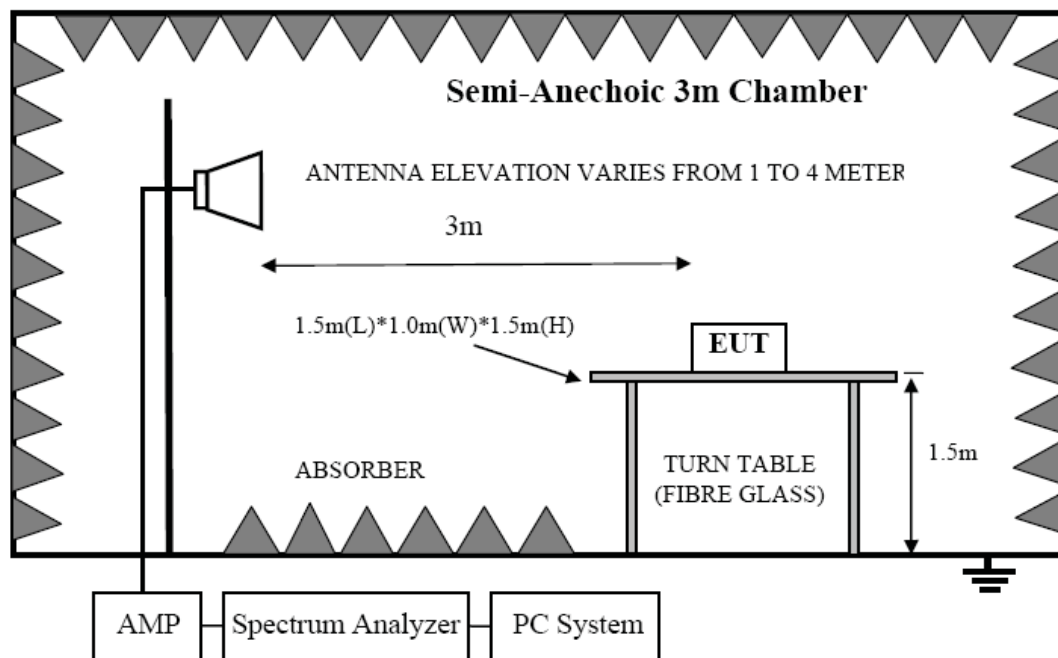 Semi-Anechoic 3m Chamber
ANTENNA ELEVATION VARIES FROM 1 TO 4 METER
3m
1.5m(L)*1.0m(W)*1.5m(H)
EUT
1.5m
ABSORBER
TURN TABLE
(FIBRE GLASS)
AMP
Spectrum Analyzer
PC System